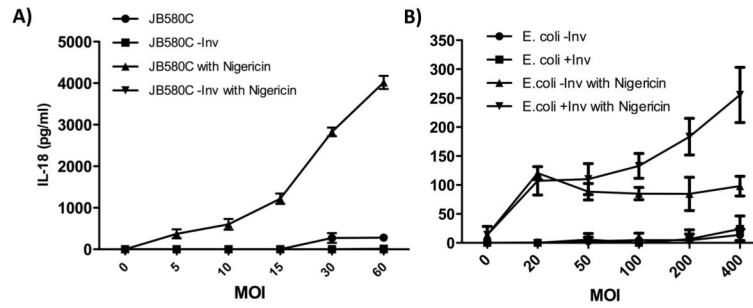 A)
JB580C
JB580C -Inv
JB580C with Nigericin
JB580C -Inv with Nigericin
IL-18 (pg/ml)
5000
4000
3000
2000
1000
0
0 5 10 15 30 60
MOI
B)
E. coli -Inv
E. coli +Inv
E.coli -Inv with Nigericin
E.coli +Inv with Nigericin
350
300
250
200
150
100
50
0
0 20 50 100 200 400
MOI